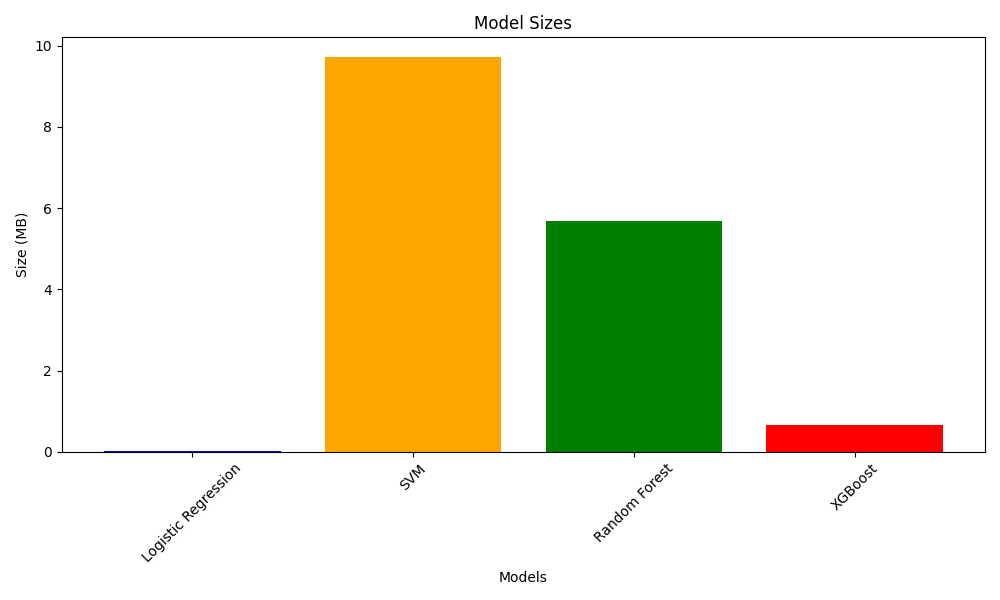 Model Sizes
10
8
6
4
2
0
Size (MB)
Logistic Regression
SVM
Random Forest
XGBoost
Models